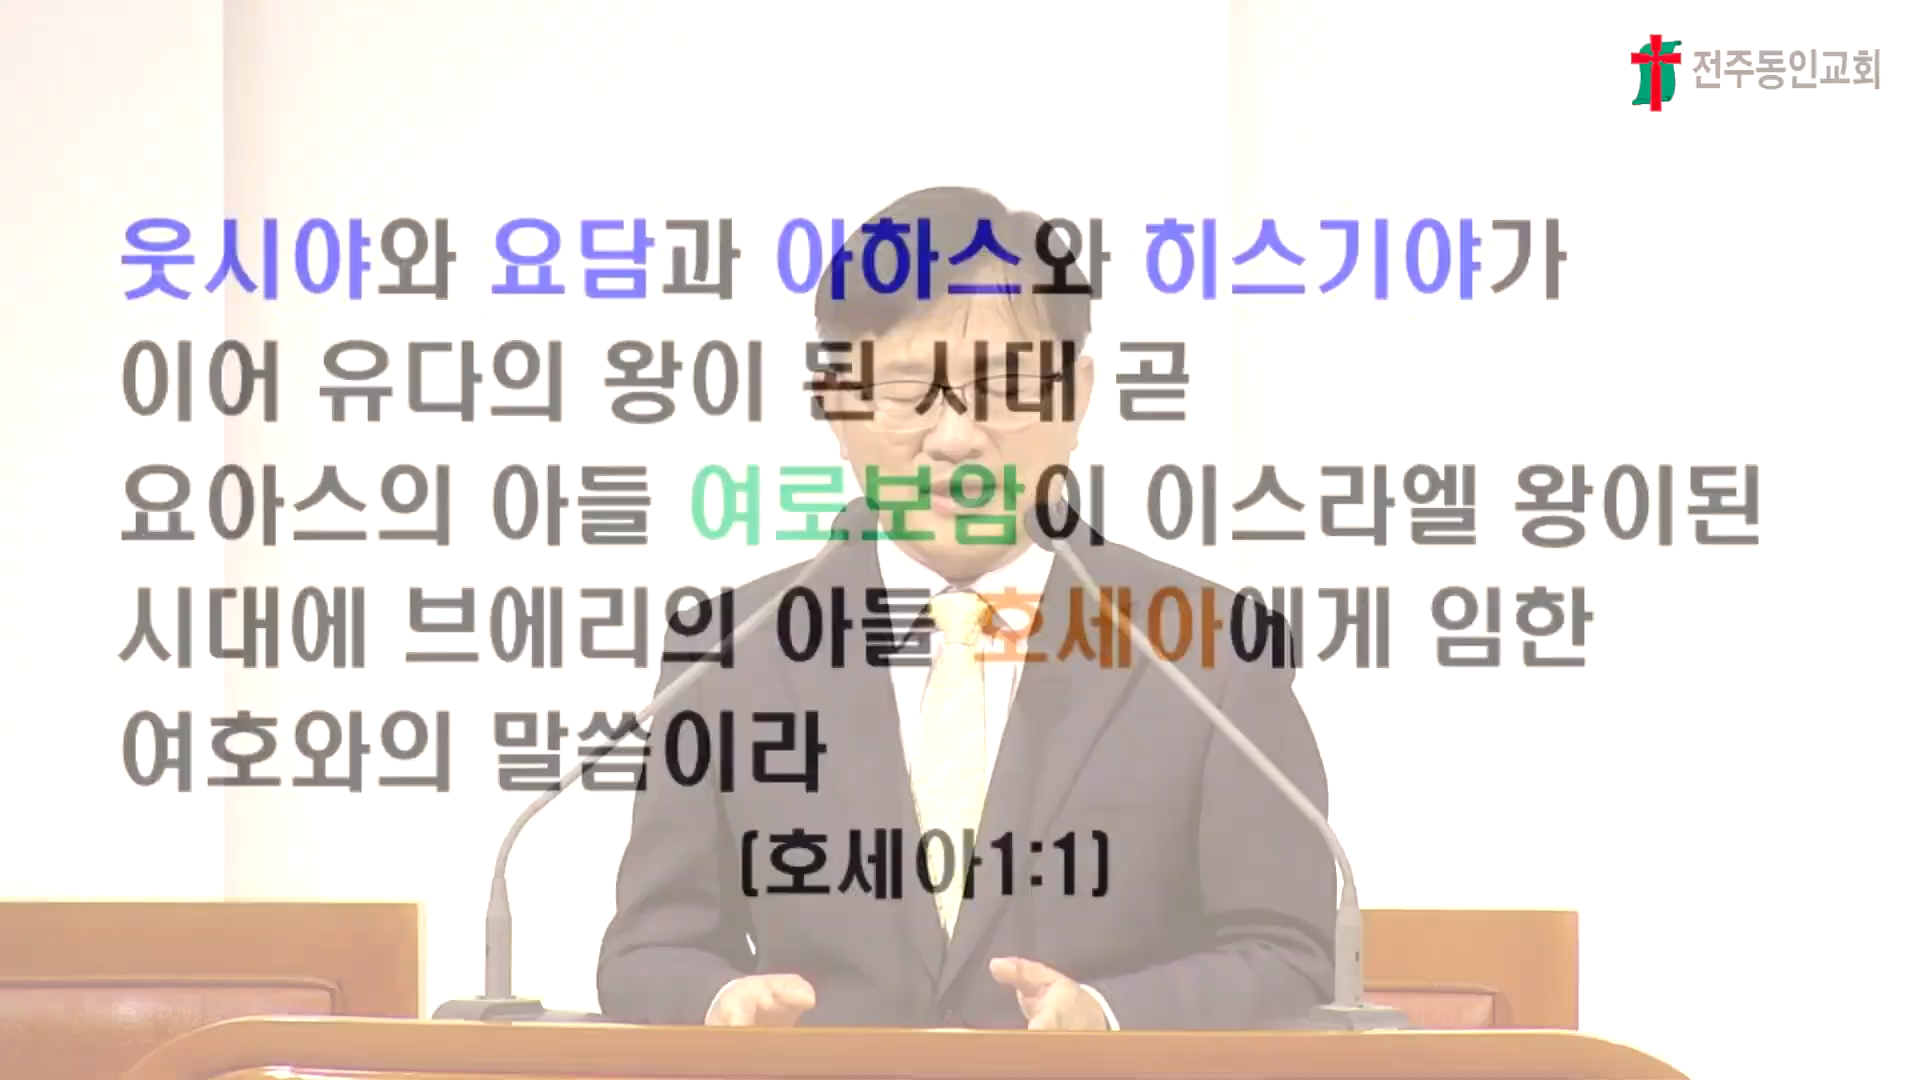 전주동인교회
웃시야와 요담과 아하스와 히스기야가
이어 유다의 왕이 된 시대 곧
요아스의 아들 여로보암이 이스라엘 왕이된
시대에 브에리의 아들 호세아에게 임한
여호와의 말씀이라
(호세아1:1)